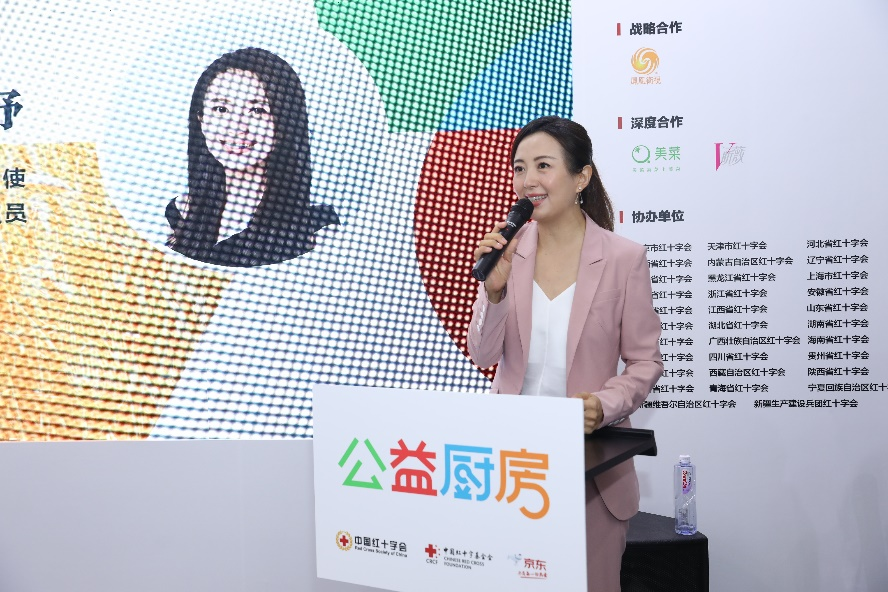 予
使
员
战略合作
凤凰网悦
深度合作
美菜
协办单位
京市红十字会 天津市红十字会 河北省红十字会
省红十字会 内蒙古自治区红十字会 辽宁省红十字会
省红十字会 黑龙江省红十字会 上海市红十字会
省红十字会 浙江省红十字会 安徽省红十字会
省红十字会 江西省红十字会 山东省红十字会
红十字会 湖北省红十字会 湖南省红十字会
红十字会 广西壮族自治区红十字会 海南省红十字会
红十字会 四川省红十字会 贵州省红十字会
红十字会 西藏自治区红十字会 陕西省红十字会
省红十字会 青海省红十字会 宁夏回族自治区红十
疆维吾尔自治区红十字会 新疆生产建设兵团红十字会
公益厨房
中国红十字会
Red Cross Society of China
中国红十字基金会
CRCF
CHINESE RED CROSS
FOUNDATION
京东